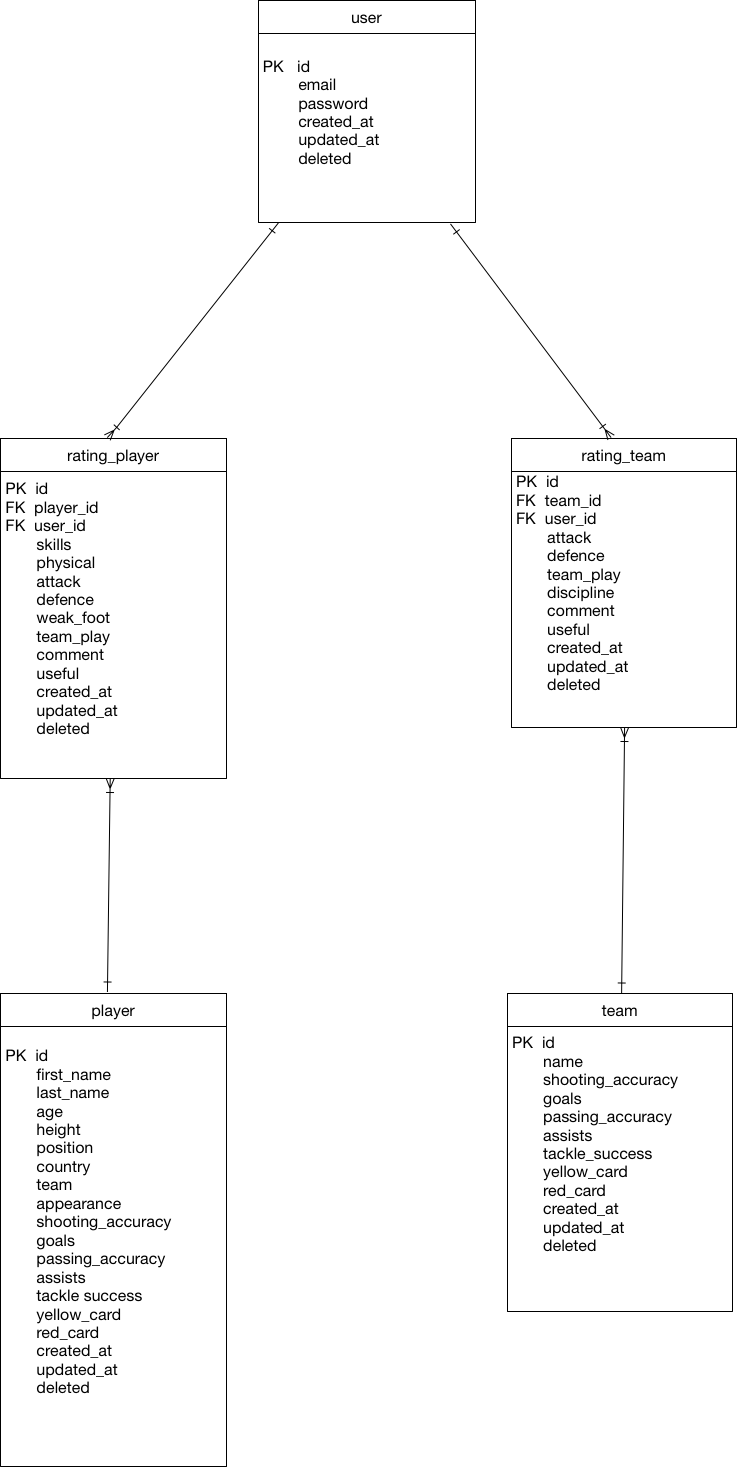 user
PK id
email
password
created_at
updated_at
deleted
rating_player
PK id
FK player_id
FK user_id
skills
physical
attack
defence
weak_foot
team_play
comment
useful
created_at
updated_at
deleted
rating_team
PK id
FK team_id
FK user_id
attack
defence
team_play
discipline
comment
useful
created_at
updated_at
deleted
player
PK id
first_name
last_name
age
height
position
country
team
appearance
shooting_accuracy
goals
passing_accuracy
assists
tackle success
yellow_card
red_card
created_at
updated_at
deleted
team
PK id
name
shooting_accuracy
goals
passing_accuracy
assists
tackle_success
yellow_card
red_card
created_at
updated_at
deleted